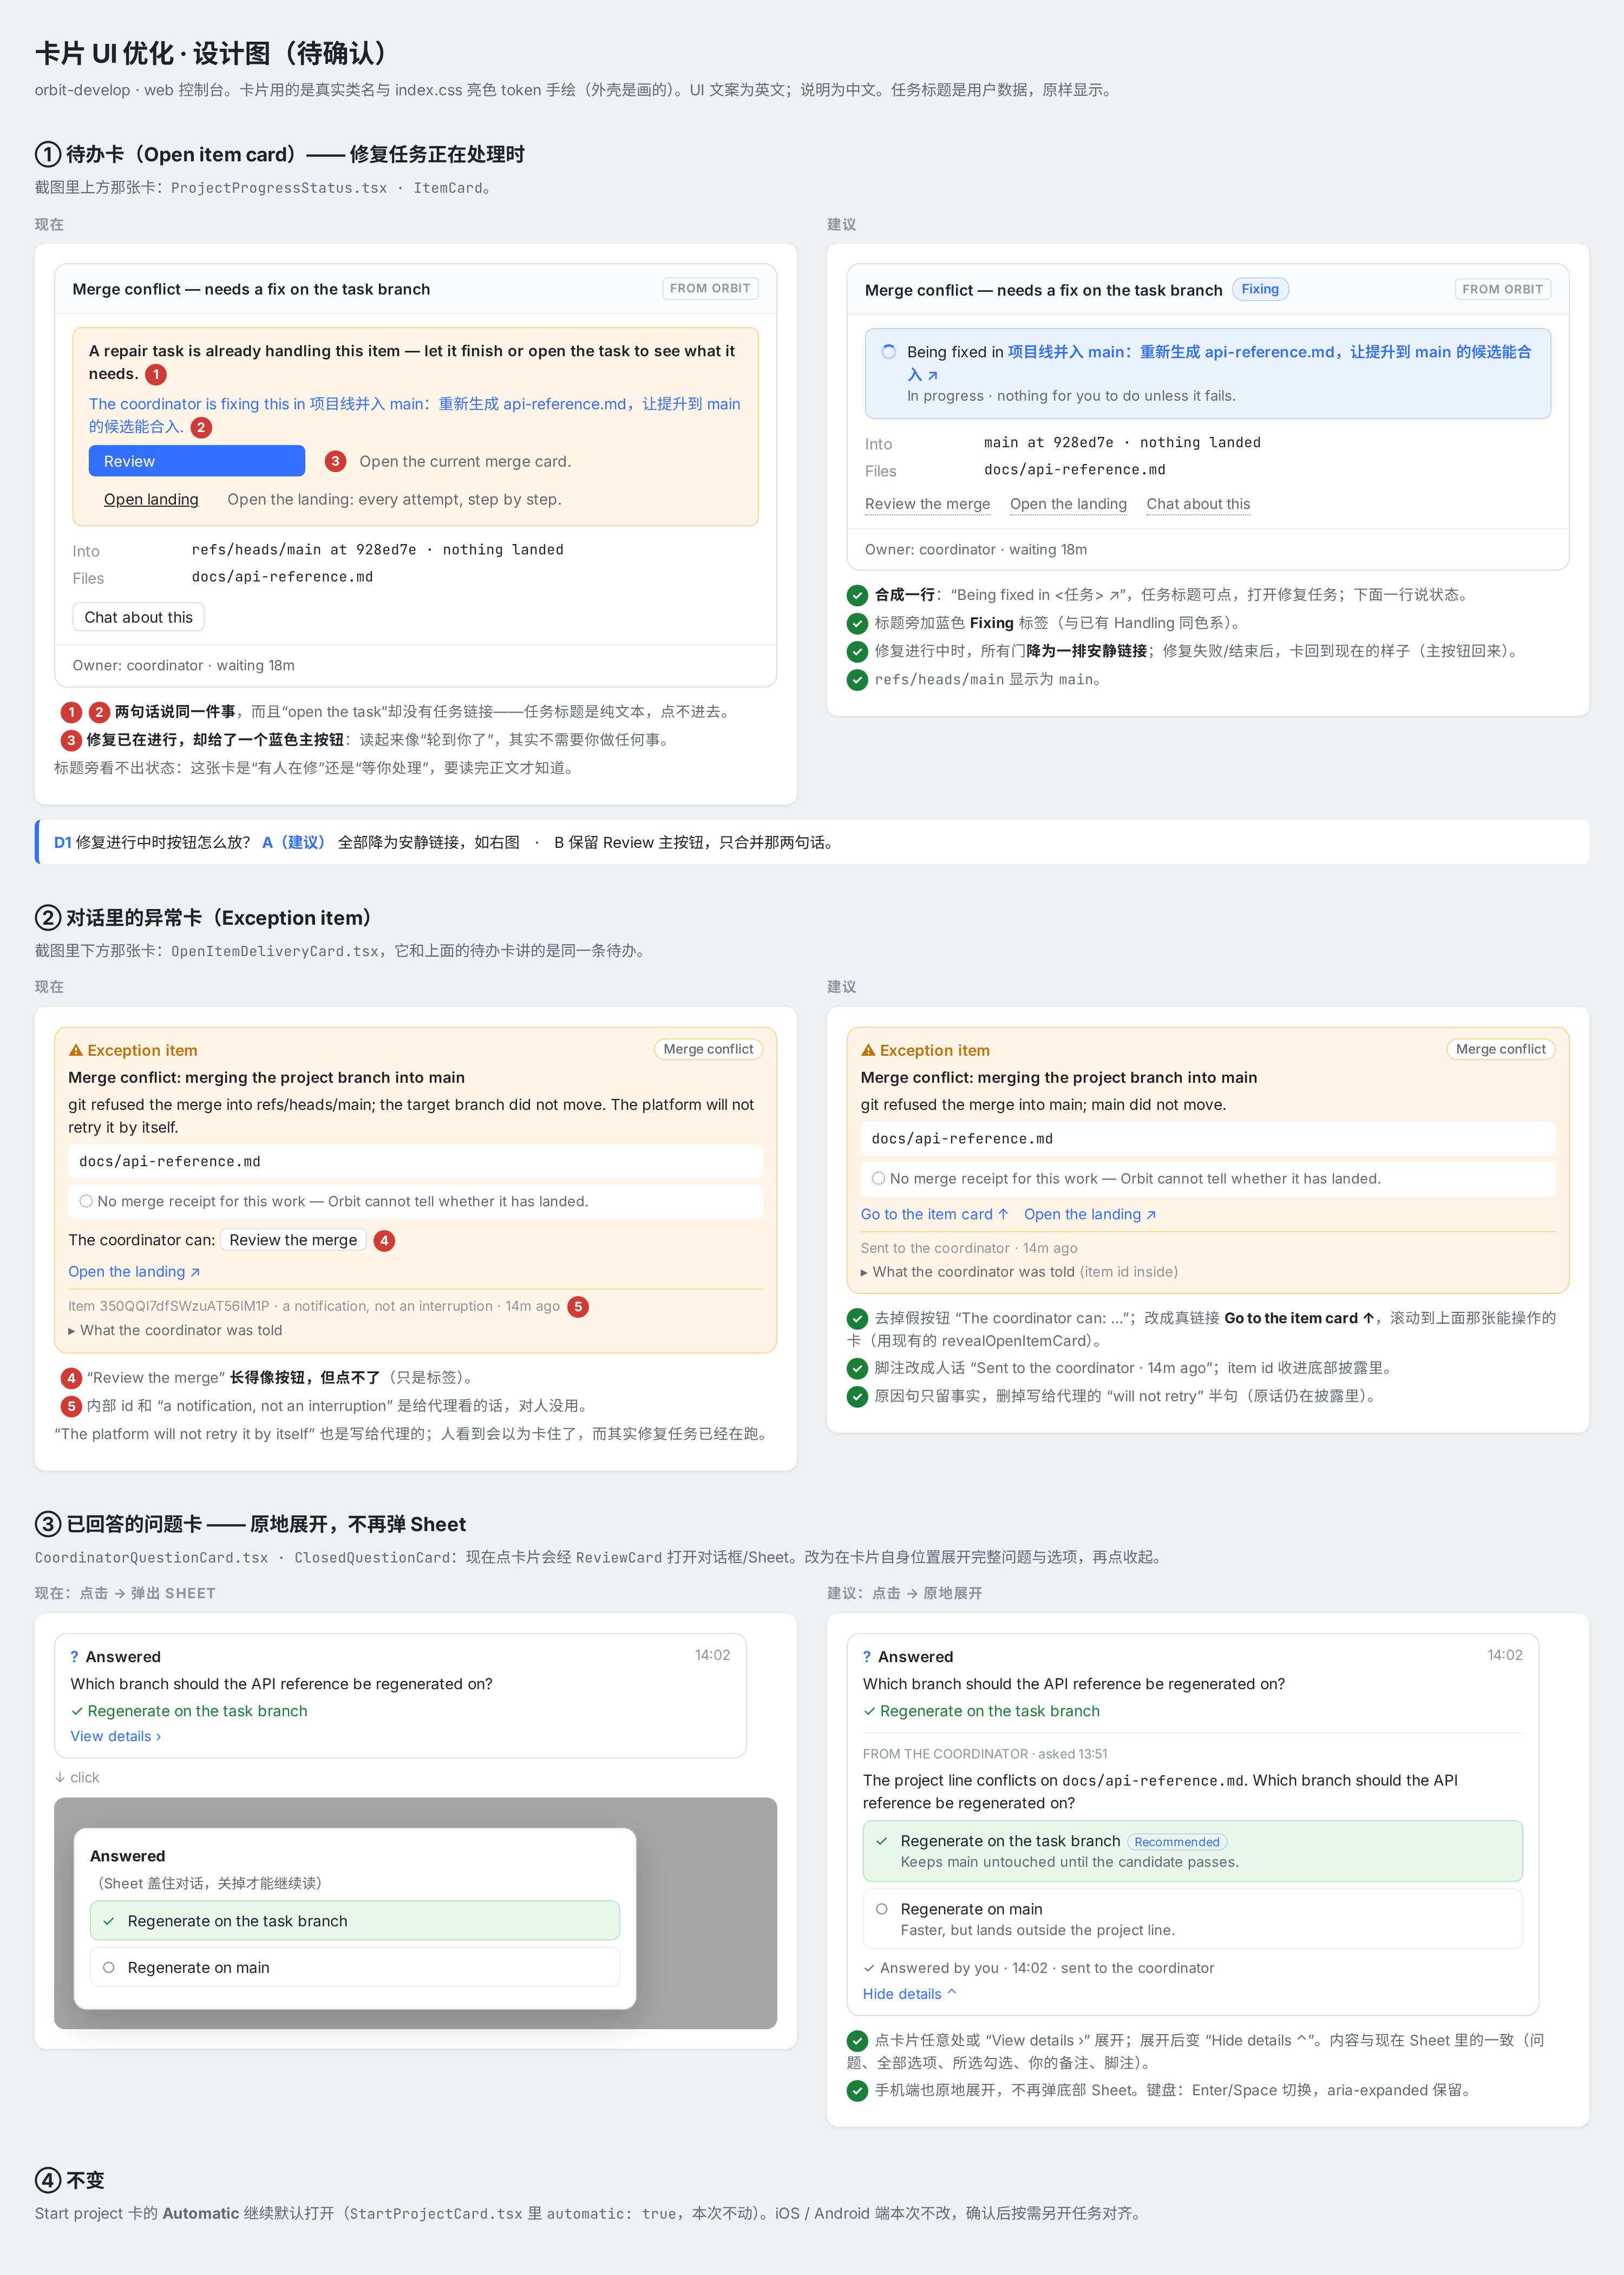 卡片 UI 优化 · 设计图（待确认）
orbit-develop · web 控制台。卡片用的是真实类名与 index.css 亮色 token 手绘（外壳是画的）。UI 文案为英文；说明为中文。任务标题是用户数据，原样显示。
① 待办卡（Open item card）—— 修复任务正在处理时
截图里上方那张卡：ProjectProgressStatus.tsx · ItemCard。
现在
Merge conflict — needs a fix on the task branch
FROM ORBIT
A repair task is already handling this item — let it finish or open the task to see what it
needs. 1
The coordinator is fixing this in 项目线并入 main：重新生成 api-reference.md，让提升到 main
的候选能合入. 2
Review
3 Open the current merge card.
Open landing Open the landing: every attempt, step by step.
Into refs/heads/main at 928ed7e · nothing landed
Files docs/api-reference.md
Chat about this
Owner: coordinator · waiting 18m
1 2 两句话说同一件事，而且“open the task”却没有任务链接——任务标题是纯文本，点不进去。
3 修复已在进行，却给了一个蓝色主按钮：读起来像“轮到你了”，其实不需要你做任何事。
标题旁看不出状态：这张卡是“有人在修”还是“等你处理”，要读完正文才知道。
建议
Merge conflict — needs a fix on the task branch Fixing
FROM ORBIT
Being fixed in 项目线并入 main：重新生成 api-reference.md，让提升到 main 的候选能合
入 ↗
In progress · nothing for you to do unless it fails.
Into main at 928ed7e · nothing landed
Files docs/api-reference.md
Review the merge Open the landing Chat about this
Owner: coordinator · waiting 18m
合成一行：“Being fixed in <任务> ↗”，任务标题可点，打开修复任务；下面一行说状态。
标题旁加蓝色 Fixing 标签（与已有 Handling 同色系）。
修复进行中时，所有门降为一排安静链接；修复失败/结束后，卡回到现在的样子（主按钮回来）。
refs/heads/main 显示为 main。
D1 修复进行中时按钮怎么放？ A（建议） 全部降为安静链接，如右图 · B 保留 Review 主按钮，只合并那两句话。
② 对话里的异常卡（Exception item）
截图里下方那张卡：OpenItemDeliveryCard.tsx，它和上面的待办卡讲的是同一条待办。
现在
⚠ Exception item
Merge conflict
Merge conflict: merging the project branch into main
git refused the merge into refs/heads/main; the target branch did not move. The platform will not
retry it by itself.
docs/api-reference.md
No merge receipt for this work — Orbit cannot tell whether it has landed.
The coordinator can: Review the merge 4
Open the landing ↗
Item 350QQI7dfSWzuAT56IM1P · a notification, not an interruption · 14m ago 5
▸ What the coordinator was told
4 “Review the merge” 长得像按钮，但点不了（只是标签）。
5 内部 id 和 “a notification, not an interruption” 是给代理看的话，对人没用。
“The platform will not retry it by itself” 也是写给代理的；人看到会以为卡住了，而其实修复任务已经在跑。
建议
⚠ Exception item
Merge conflict
Merge conflict: merging the project branch into main
git refused the merge into main; main did not move.
docs/api-reference.md
No merge receipt for this work — Orbit cannot tell whether it has landed.
Go to the item card ↑ Open the landing ↗
Sent to the coordinator · 14m ago
▸ What the coordinator was told (item id inside)
去掉假按钮 “The coordinator can: …”；改成真链接 Go to the item card ↑，滚动到上面那张能操作的
卡（用现有的 revealOpenItemCard）。
脚注改成人话 “Sent to the coordinator · 14m ago”；item id 收进底部披露里。
原因句只留事实，删掉写给代理的 “will not retry” 半句（原话仍在披露里）。
③ 已回答的问题卡 —— 原地展开，不再弹 Sheet
CoordinatorQuestionCard.tsx · ClosedQuestionCard：现在点卡片会经 ReviewCard 打开对话框/Sheet。改为在卡片自身位置展开完整问题与选项，再点收起。
现在：点击 → 弹出 SHEET
? Answered
14:02
Which branch should the API reference be regenerated on?
✓ Regenerate on the task branch
View details ›
↓ click
Answered
（Sheet 盖住对话，关掉才能继续读）
✓ Regenerate on the task branch
Regenerate on main
建议：点击 → 原地展开
? Answered
14:02
Which branch should the API reference be regenerated on?
✓ Regenerate on the task branch
FROM THE COORDINATOR · asked 13:51
The project line conflicts on docs/api-reference.md. Which branch should the API
reference be regenerated on?
✓ Regenerate on the task branch Recommended
Keeps main untouched until the candidate passes.
Regenerate on main
Faster, but lands outside the project line.
✓ Answered by you · 14:02 · sent to the coordinator
Hide details ^
点卡片任意处或 “View details ›” 展开；展开后变 “Hide details ^”。内容与现在 Sheet 里的一致（问
题、全部选项、所选勾选、你的备注、脚注）。
手机端也原地展开，不再弹底部 Sheet。键盘：Enter/Space 切换，aria-expanded 保留。
④ 不变
Start project 卡的 Automatic 继续默认打开（StartProjectCard.tsx 里 automatic: true，本次不动）。iOS / Android 端本次不改，确认后按需另开任务对齐。